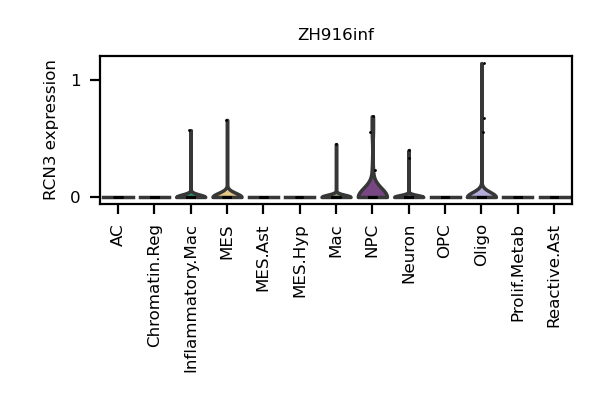 ZH916inf
RCN3 expression
1
0
AC
Chromatin.Reg
Inflammatory.Mac
MES
MES.Ast
MES.Hyp
Mac
NPC
Neuron
OPC
Oligo
Prolif.Metab
Reactive.Ast